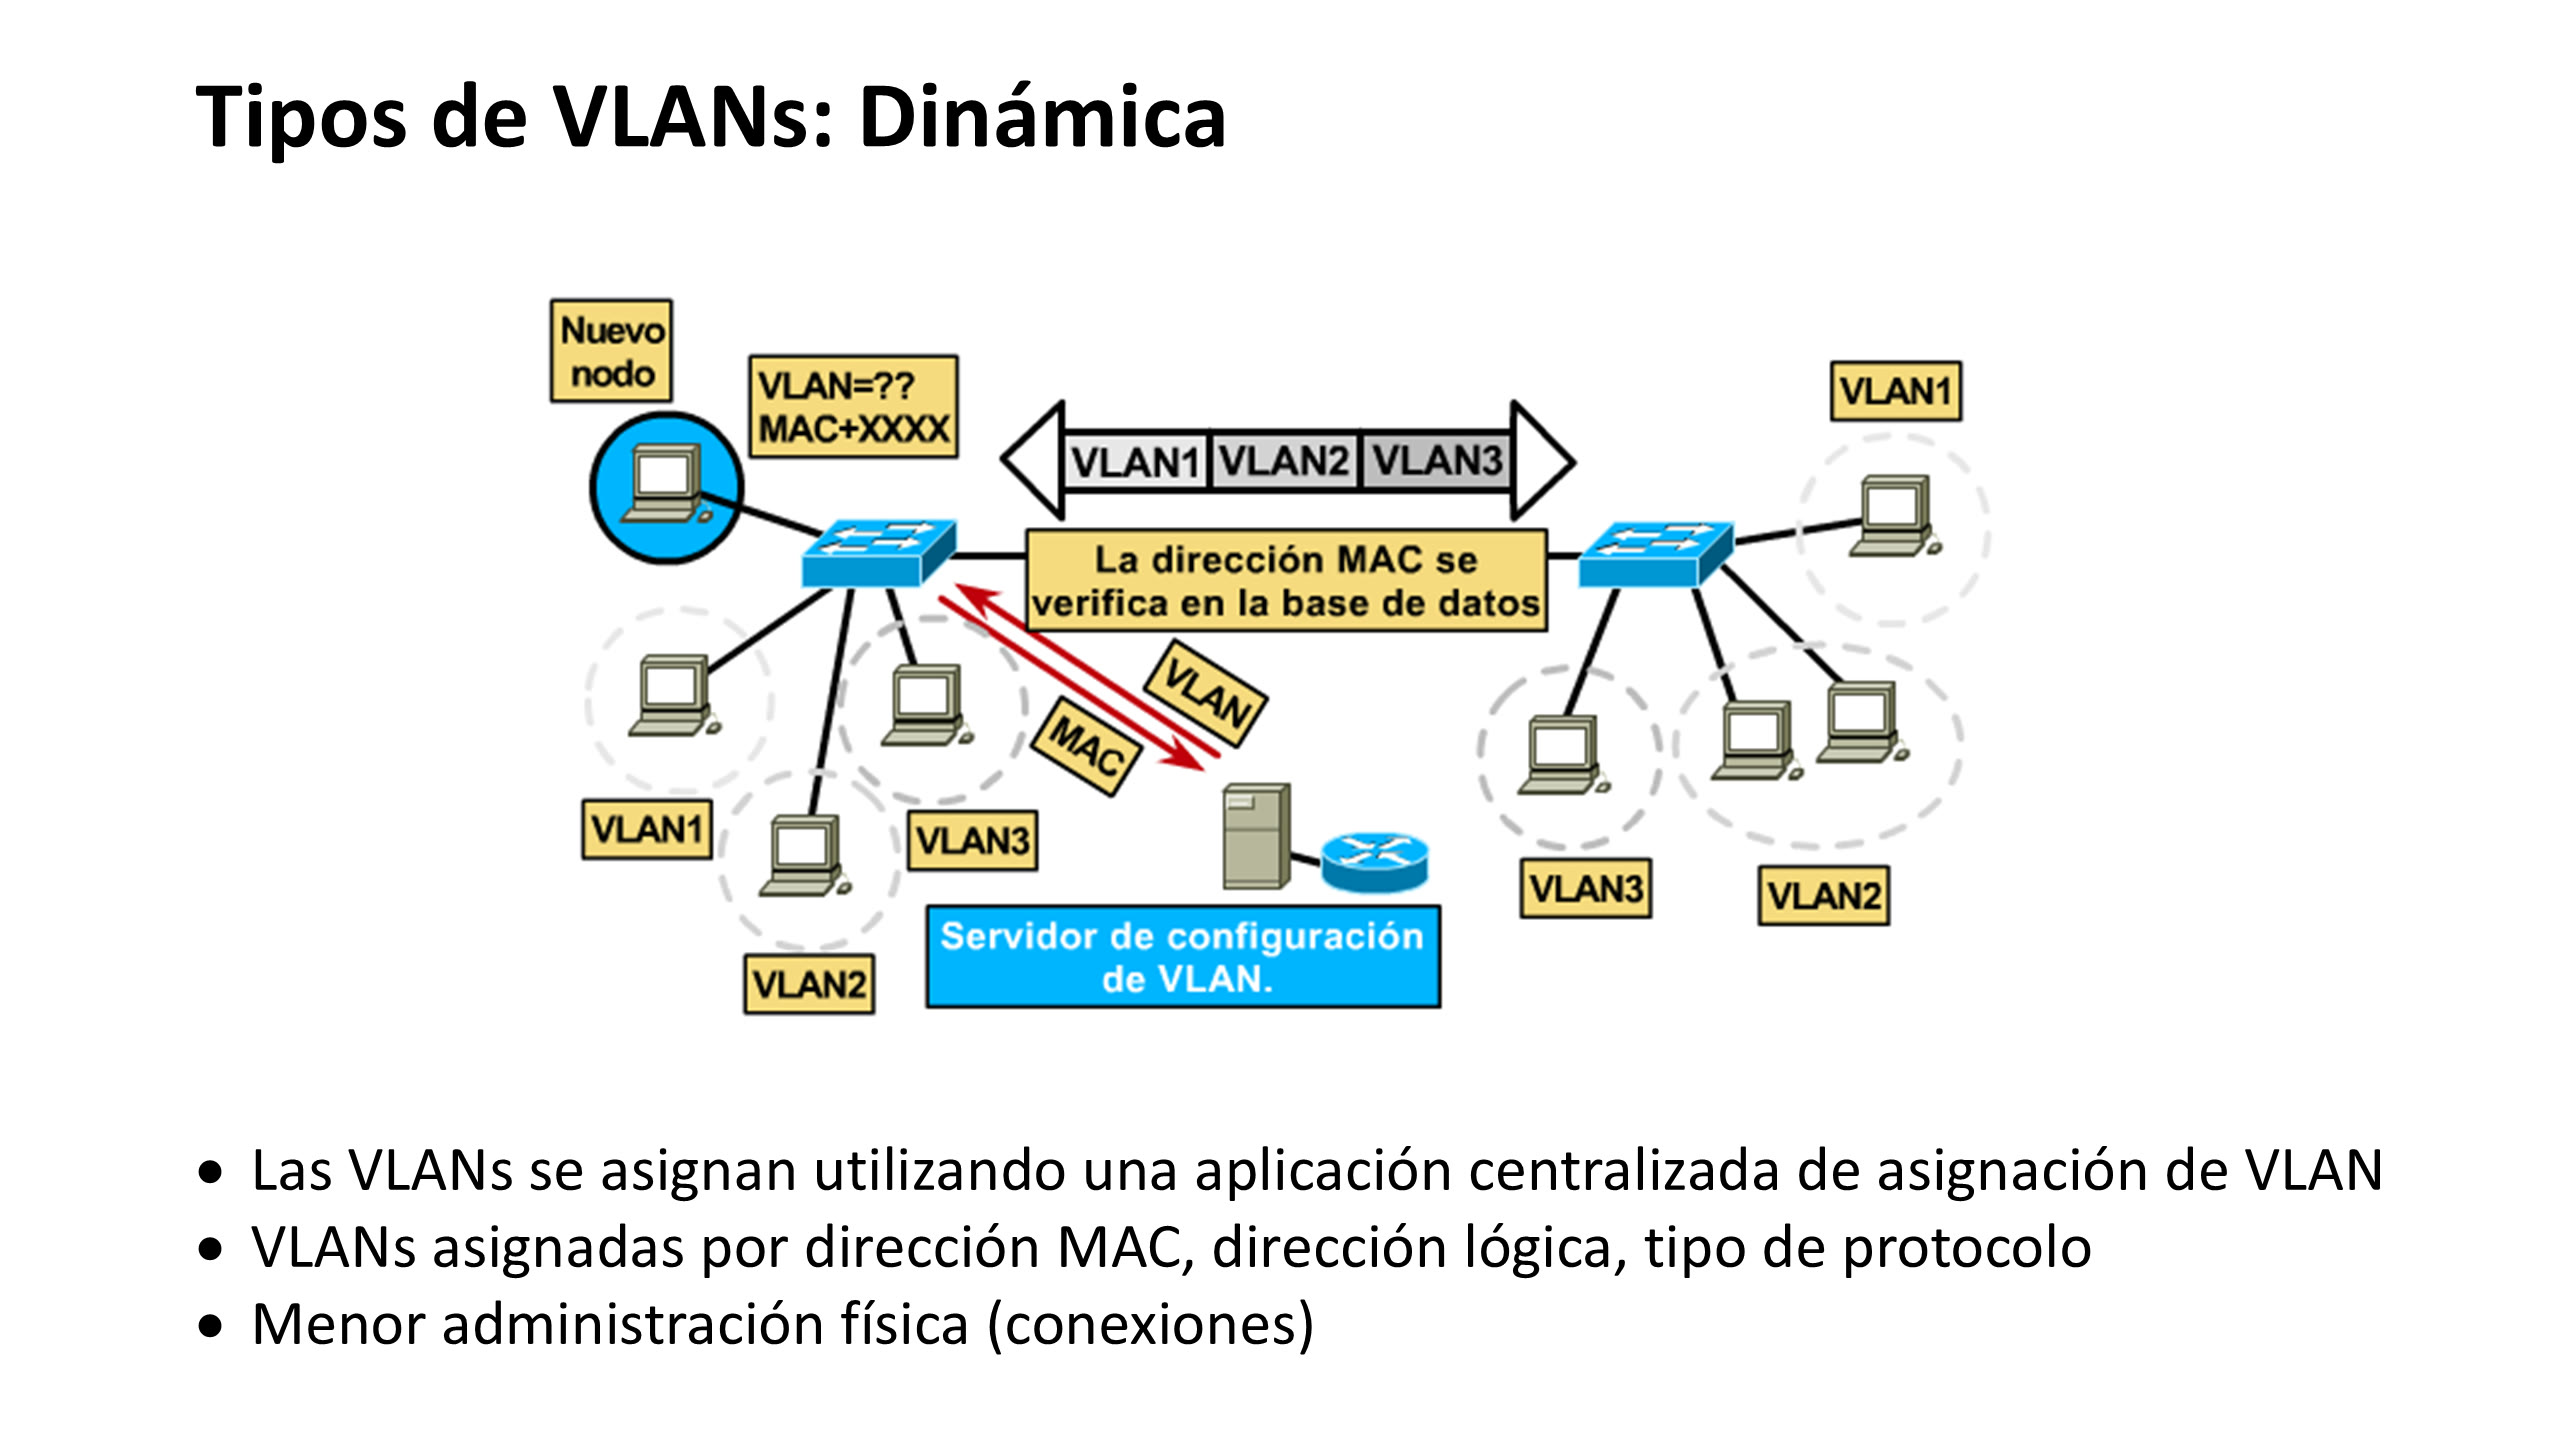 Tipos de VLANs: Dinámica
Nuevo
nodo
VLAN=??
MAC+XXXX
VLAN1 VLAN2 VLAN3
VLAN1
La dirección MAC se
verifica en la base de datos
VLAN
MAC
VLAN1
VLAN3
VLAN2
VLAN3
VLAN2
Servidor de configuración
de VLAN.
• Las VLANs se asignan utilizando una aplicación centralizada de asignación de VLAN
• VLANs asignadas por dirección MAC, dirección lógica, tipo de protocolo
• Menor administración física (conexiones)